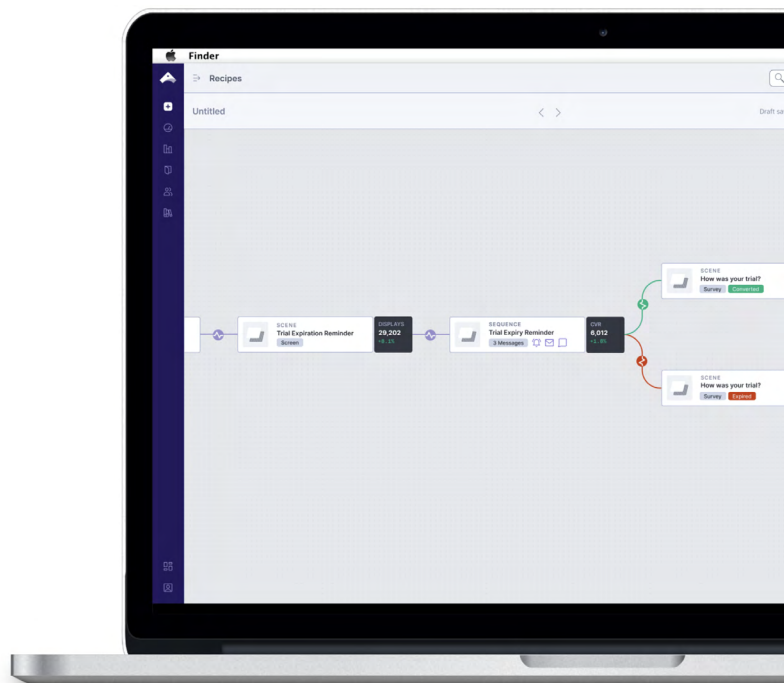 Finder
Recipes
Untitled
Draft sa
SCENE
How was your trial?
Survey Converted
SCENE
Trial Expiration Reminder
Screen
DISPLAYS
29,202
SEQUENCE
Trial Expiry Reminder
3 Messages
CVR
6,012
SCENE
How was your trial?
Survey Expired